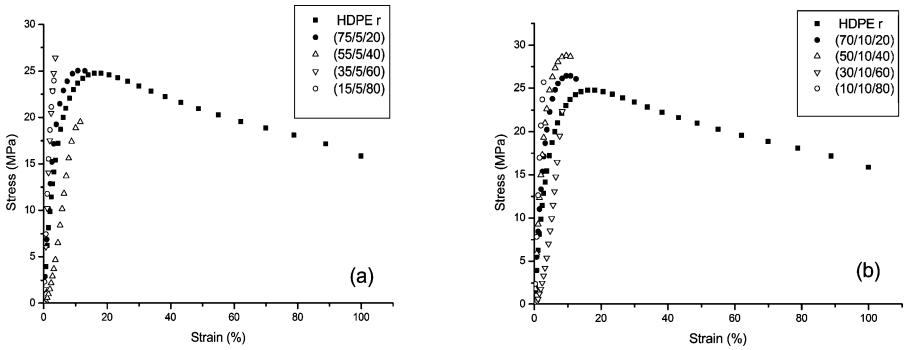 30
25
20
15
10
5
0
Stress (MPa)
0 20 40 60 80 100
Strain (%)
HDPE r
(75/5/20)
(55/5/40)
(35/5/60)
(15/5/80)
(a)
30
25
20
15
10
5
0
Stress (MPa)
0 20 40 60 80 100
Strain (%)
HDPE r
(70/10/20)
(50/10/40)
(30/10/60)
(10/10/80)
(b)